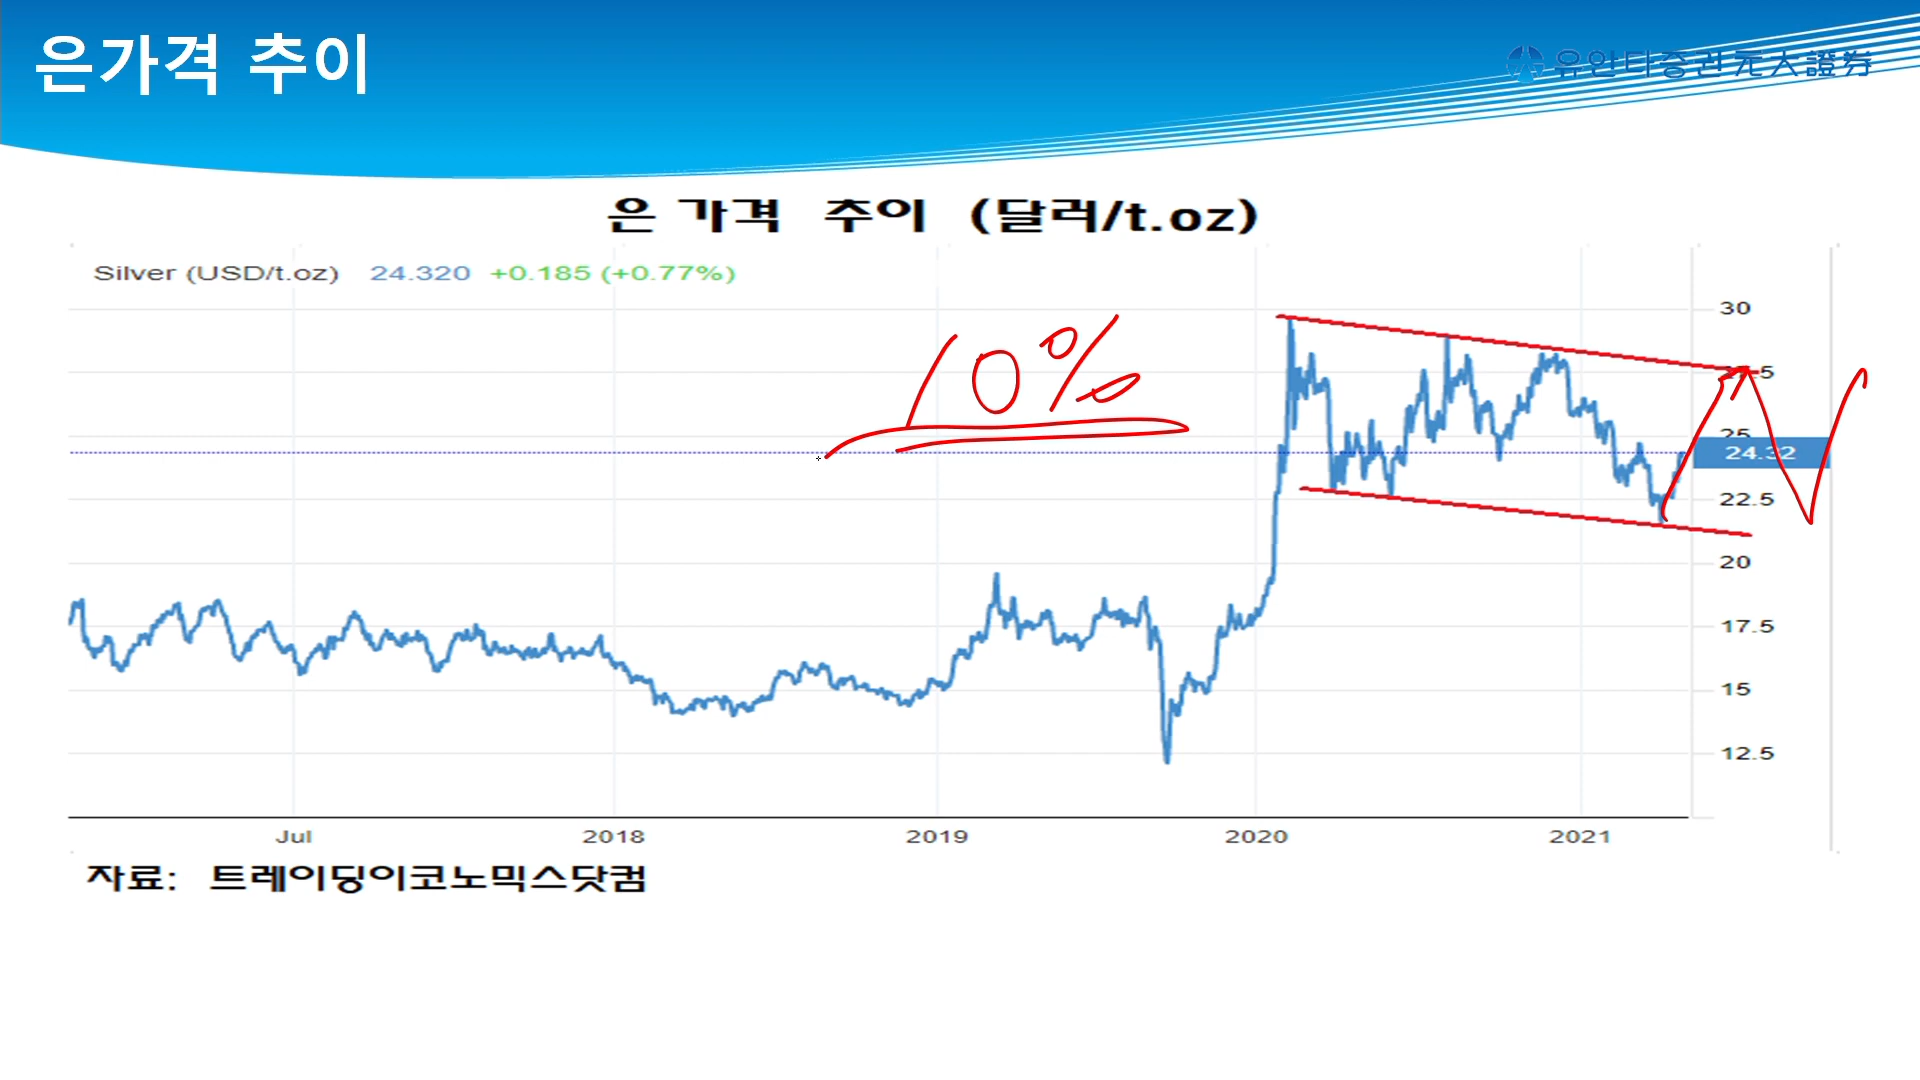 은가격 추이
유안타증권 元大證券
은 가격 추이 (달러/t.oz)
Silver (USD/t.oz) 24.320 +0.185 (+0.77%)
10%
30
25
24.32
22.5
20
17.5
15
12.5
Jul 2018 2019 2020 2021
자료: 트레이딩이코노믹스닷컴